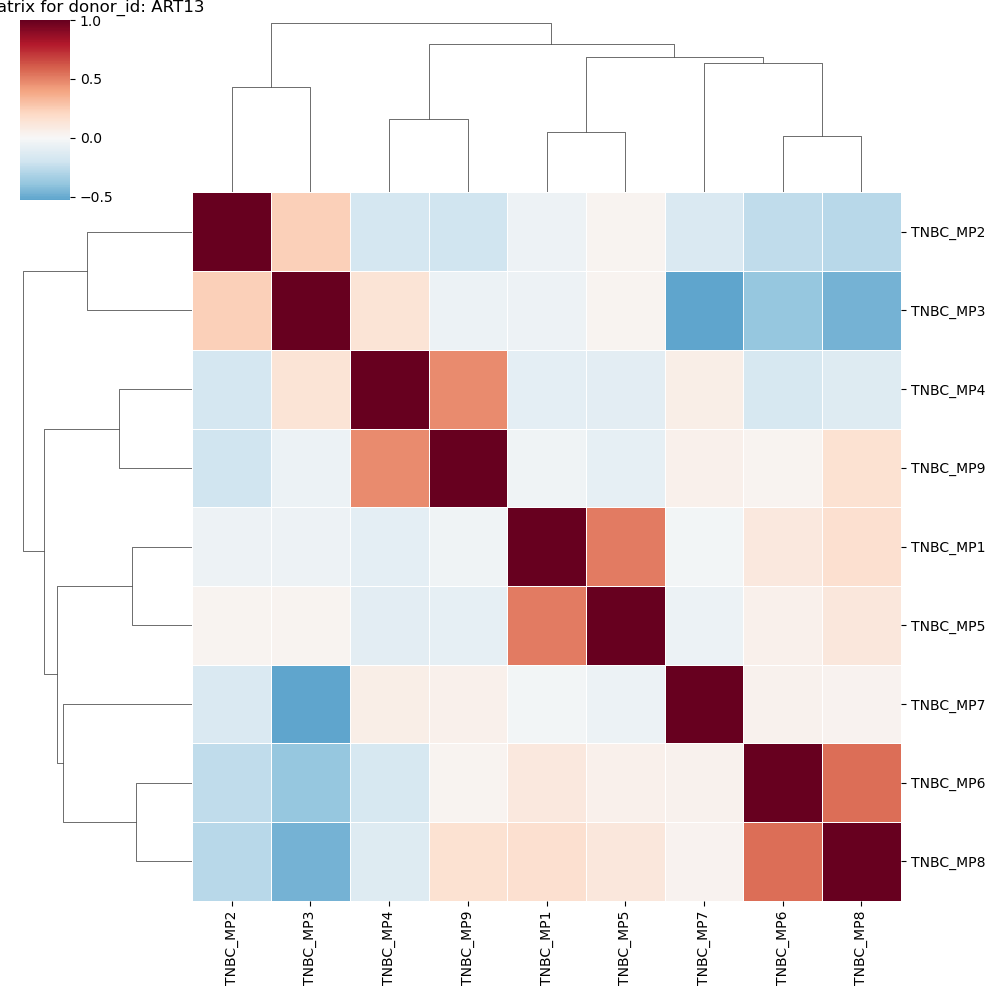 atrix for donor_id: ART13
1.0
0.5
0.0
−0.5
TNBC_MP2
TNBC_MP3
TNBC_MP4
TNBC_MP9
TNBC_MP1
TNBC_MP5
TNBC_MP7
TNBC_MP6
TNBC_MP8
TNBC_MP2
TNBC_MP3
TNBC_MP4
TNBC_MP9
TNBC_MP1
TNBC_MP5
TNBC_MP7
TNBC_MP6
TNBC_MP8